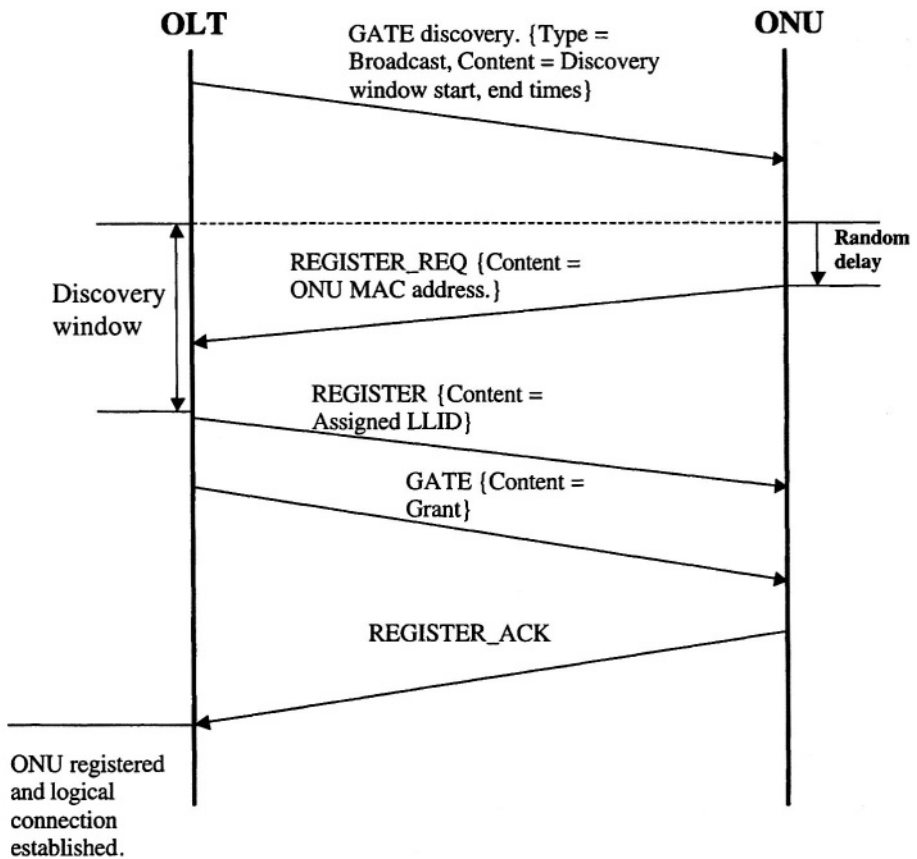 OLT
ONU
GATE discovery. {Type =
Broadcast, Content = Discovery
window start, end times}
Random
delay
REGISTER_REQ {Content =
ONU MAC address.}
Discovery
window
REGISTER {Content =
Assigned LLID}
GATE {Content =
Grant}
REGISTER_ACK
ONU registered
and logical
connection
established.